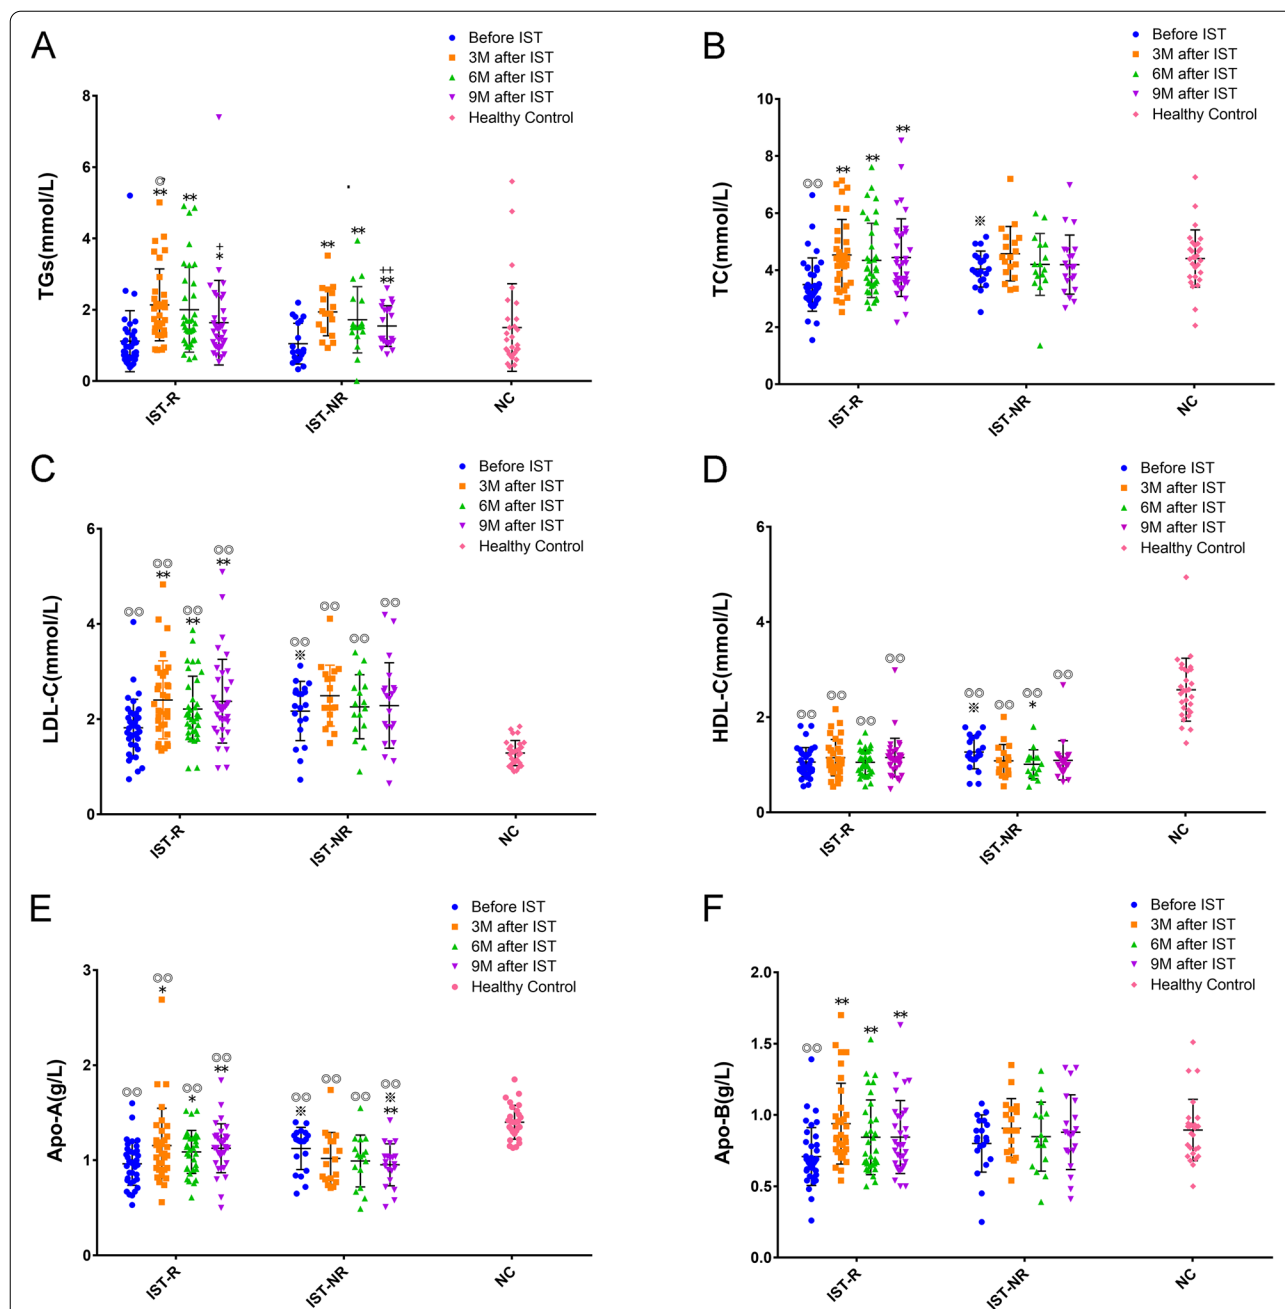 A
Before IST
3M after IST
6M after IST
9M after IST
Healthy Control
TGs(mmol/L)
8
6
4
2
0
◎
**
**
+
*
**
**
++
**
IST-R
IST-NR
NC
B
Before IST
3M after IST
6M after IST
9M after IST
Healthy Control
TC(mmol/L)
10
8
6
4
2
0
◎◎
**
**
**
※
IST-R
IST-NR
NC
C
Before IST
3M after IST
6M after IST
9M after IST
Healthy Control
LDL-C(mmol/L)
6
4
2
0
◎◎
◎◎
**
◎◎
**
◎◎
**
◎◎
※
◎◎
◎◎
◎◎
IST-R
IST-NR
NC
D
Before IST
3M after IST
6M after IST
9M after IST
Healthy Control
HDL-C(mmol/L)
6
4
2
0
◎◎
◎◎
◎◎
◎◎
◎◎
※
◎◎
◎◎
*
◎◎
IST-R
IST-NR
NC
E
Before IST
3M after IST
6M after IST
9M after IST
Healthy Control
Apo-A(g/L)
3
2
1
0
◎◎
◎◎
*
◎◎
*
◎◎
**
◎◎
※
◎◎
◎◎
◎◎
※
**
IST-R
IST-NR
NC
F
Before IST
3M after IST
6M after IST
9M after IST
Healthy Control
Apo-B(g/L)
2.0
1.5
1.0
0.5
0.0
◎◎
**
**
**
IST-R
IST-NR
NC